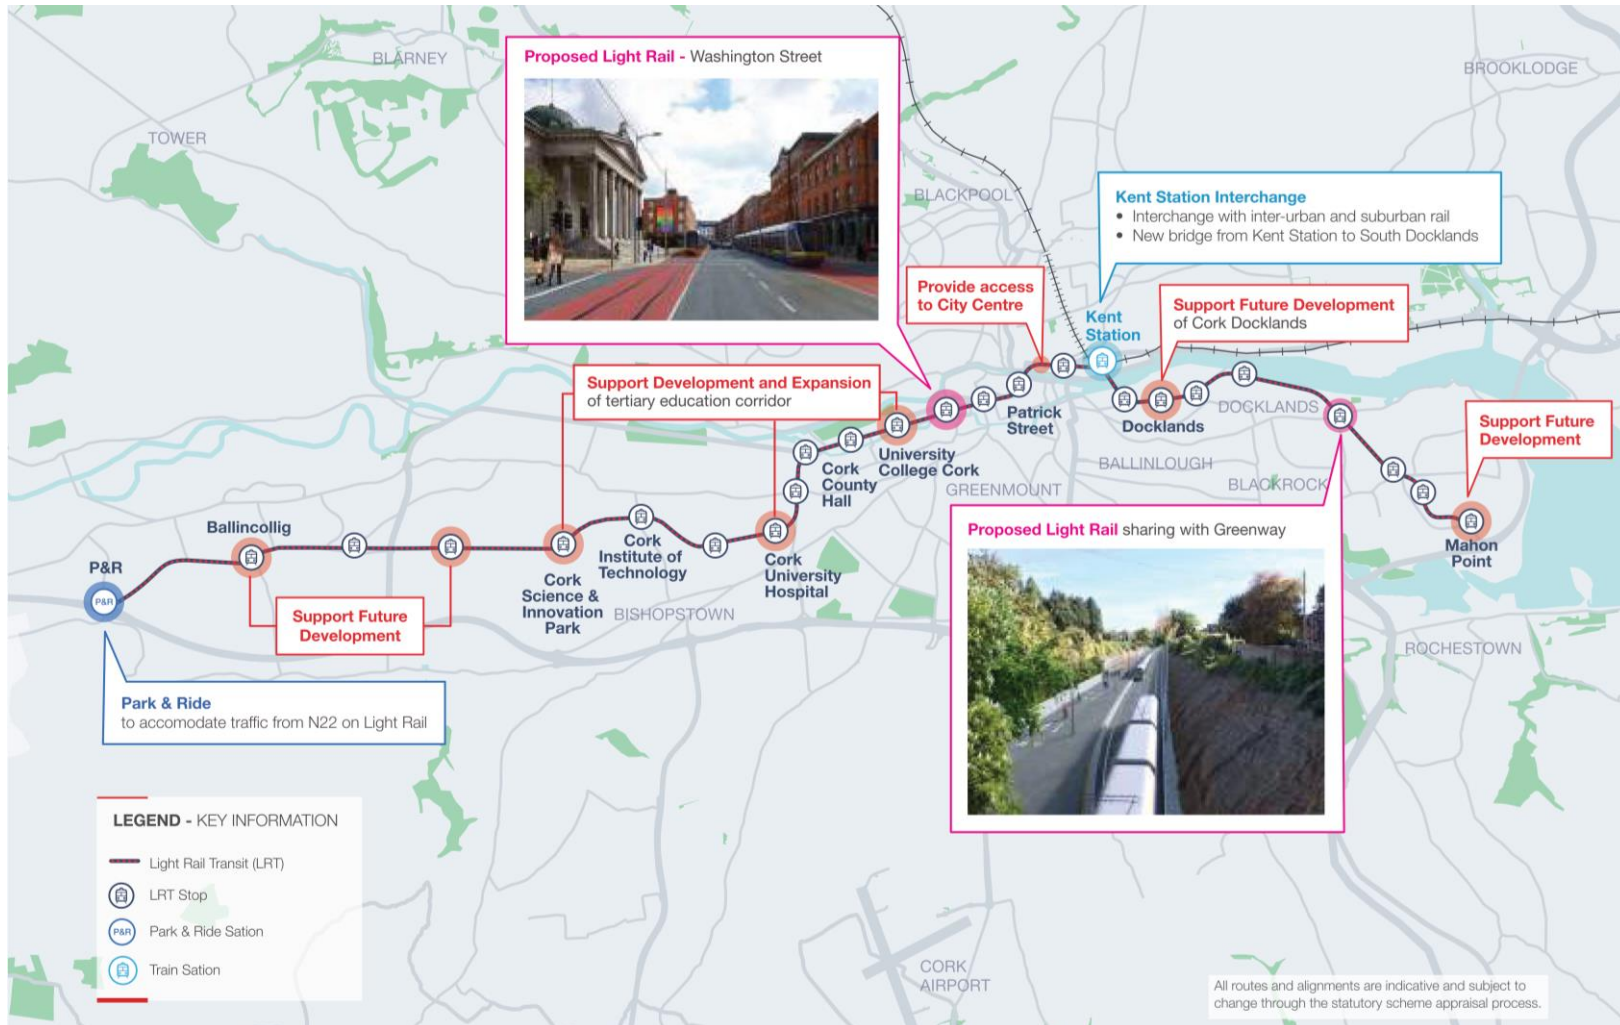 BLARNEY
TOWER
BROOKLODGE
BLACKPOOL
Proposed Light Rail - Washington Street
Kent Station Interchange
• Interchange with inter-urban and suburban rail
• New bridge from Kent Station to South Docklands
Provide access
to City Centre
Kent
Station
Support Future Development
of Cork Docklands
Support Development and Expansion
of tertiary education corridor
Patrick
Street
Docklands
DOCKLANDS
Support Future
Development
University
College Cork
Cork
County
Hall
GREENMOUNT
BALLINLOUGH
BLACKROCK
Proposed Light Rail sharing with Greenway
Mahon
Point
Ballincollig
P&R
P&R
Support Future
Development
Cork
Science &
Innovation
Park
Cork
Institute of
Technology
Cork
University
Hospital
BISHOPSTOWN
ROCHESTOWN
Park & Ride
to accomodate traffic from N22 on Light Rail
LEGEND - KEY INFORMATION
Light Rail Transit (LRT)
LRT Stop
P&R Park & Ride Sation
Train Sation
CORK
AIRPORT
All routes and alignments are indicative and subject to
change through the statutory scheme appraisal process.